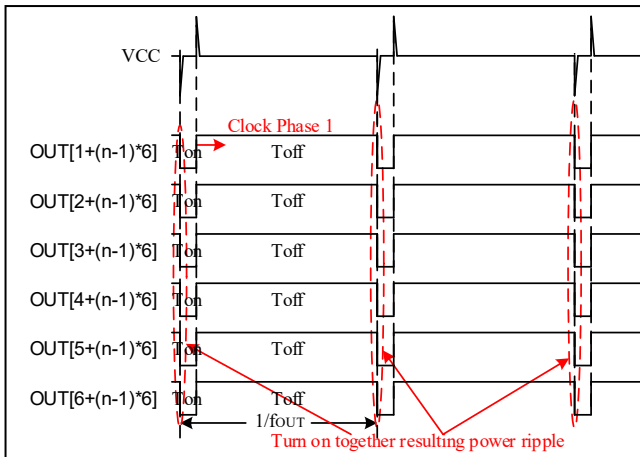 VCC
Clock Phase 1
OUT[1+(n-1)*6] Ton Toff
OUT[2+(n-1)*6] Ton Toff
OUT[3+(n-1)*6] Ton Toff
OUT[4+(n-1)*6] Ton Toff
OUT[5+(n-1)*6] Ton Toff
OUT[6+(n-1)*6] Ton Toff
1/fOUT
Turn on together resulting power ripple